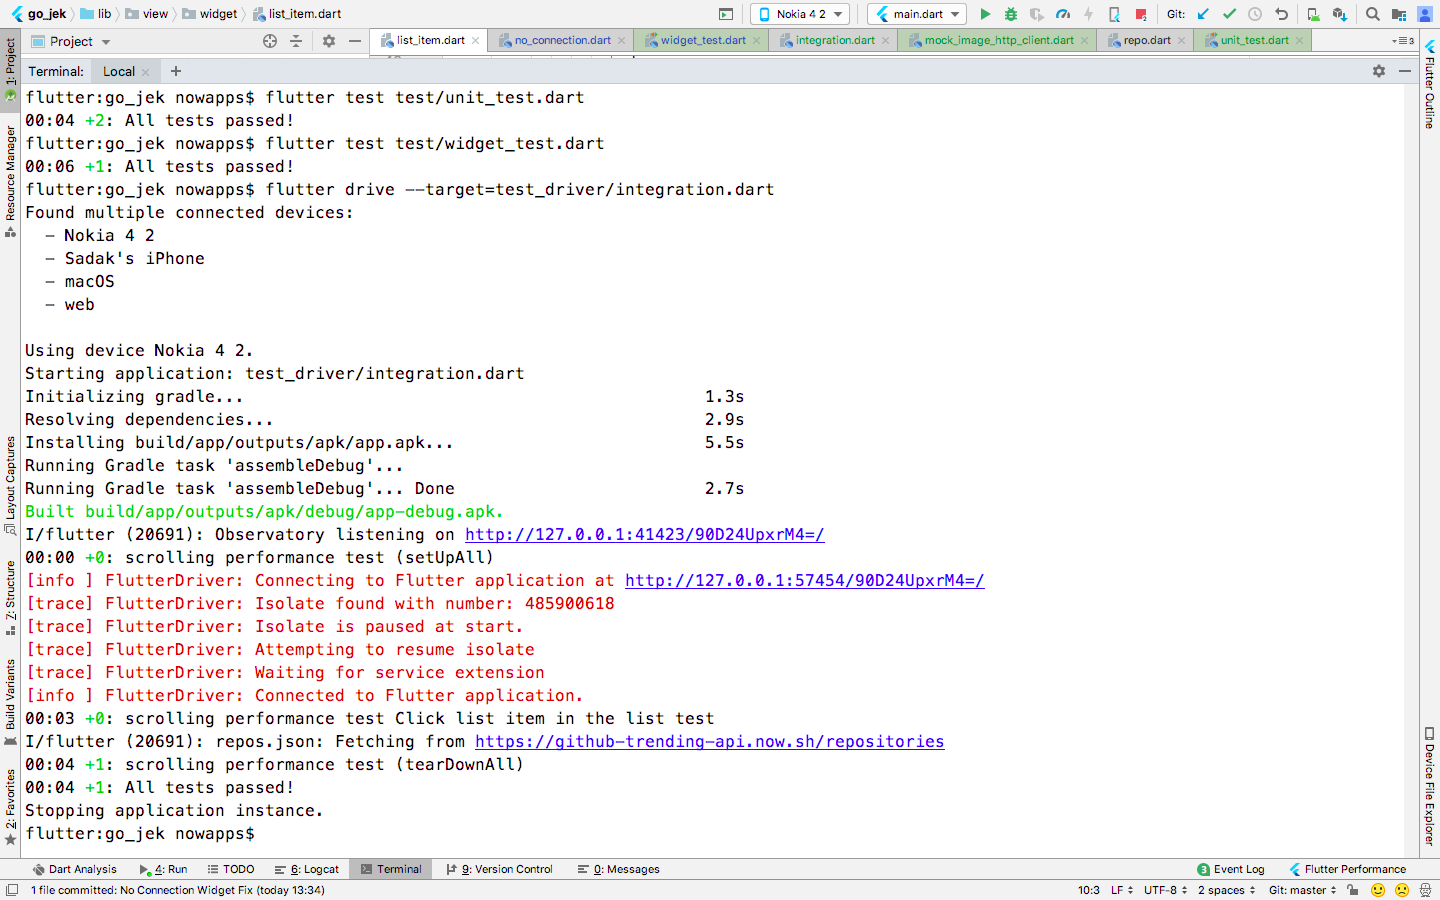 go_jek lib view widget list_item.dart Nokia 4 2 main.dart Git:
Project list_item.dart no_connection.dart widget_test.dart integration.dart mock_image_http_client.dart repo.dart unit_test.dart 3
Terminal: Local +
flutter:go_jek nowapps$ flutter test test/unit_test.dart
00:04 +2: All tests passed!
flutter:go_jek nowapps$ flutter test test/widget_test.dart
00:06 +1: All tests passed!
flutter:go_jek nowapps$ flutter drive --target=test_driver/integration.dart
Found multiple connected devices:
– Nokia 4 2
– Sadak's iPhone
– macOS
– web
Using device Nokia 4 2.
Starting application: test_driver/integration.dart
Initializing gradle... 1.3s
Resolving dependencies... 2.9s
Installing build/app/outputs/apk/app.apk... 5.5s
Running Gradle task 'assembleDebug'...
Running Gradle task 'assembleDebug'... Done 2.7s
Built build/app/outputs/apk/debug/app-debug.apk.
I/flutter (20691): Observatory listening on http://127.0.0.1:41423/90D24UpxrM4=/
00:00 +0: scrolling performance test (setUpAll)
[info ] FlutterDriver: Connecting to Flutter application at http://127.0.0.1:57454/90D24UpxrM4=/
[trace] FlutterDriver: Isolate found with number: 485900618
[trace] FlutterDriver: Isolate is paused at start.
[trace] FlutterDriver: Attempting to resume isolate
[trace] FlutterDriver: Waiting for service extension
[info ] FlutterDriver: Connected to Flutter application.
00:03 +0: scrolling performance test Click list item in the list test
I/flutter (20691): repos.json: Fetching from https://github-trending-api.now.sh/repositories
00:04 +1: scrolling performance test (tearDownAll)
00:04 +1: All tests passed!
Stopping application instance.
flutter:go_jek nowapps$
1: Project
Resource Manager
Layout Captures
Z: Structure
Build Variants
2: Favorites
Flutter Outline
Device File Explorer
Dart Analysis 4: Run TODO 6: Logcat Terminal 9: Version Control 0: Messages 3 Event Log Flutter Performance
1 file committed: No Connection Widget Fix (today 13:34) 10:3 LF UTF-8 2 spaces Git: master